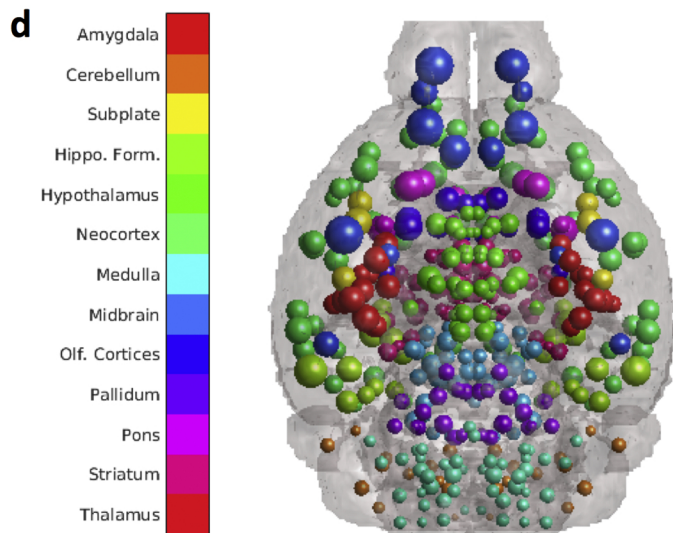 d
Amygdala
Cerebellum
Subplate
Hippo. Form.
Hypothalamus
Neocortex
Medulla
Midbrain
Olf. Cortices
Pallidum
Pons
Striatum
Thalamus